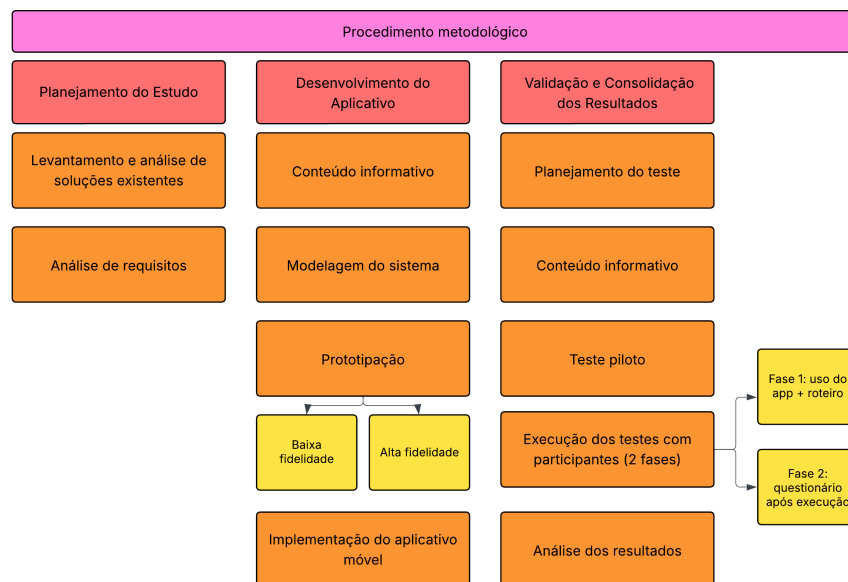 Procedimento metodológico
Planejamento do Estudo
Desenvolvimento do
Aplicativo
Validação e Consolidação
dos Resultados
Levantamento e análise de
soluções existentes
Conteúdo informativo
Planejamento do teste
Análise de requisitos
Modelagem do sistema
Conteúdo informativo
Prototipação
Teste piloto
Fase 1: uso do
app + roteiro
Baixa
fidelidade
Alta fidelidade
Execução dos testes com
participantes (2 fases)
Fase 2:
questionário
após execução
Implementação do aplicativo
móvel
Análise dos resultados